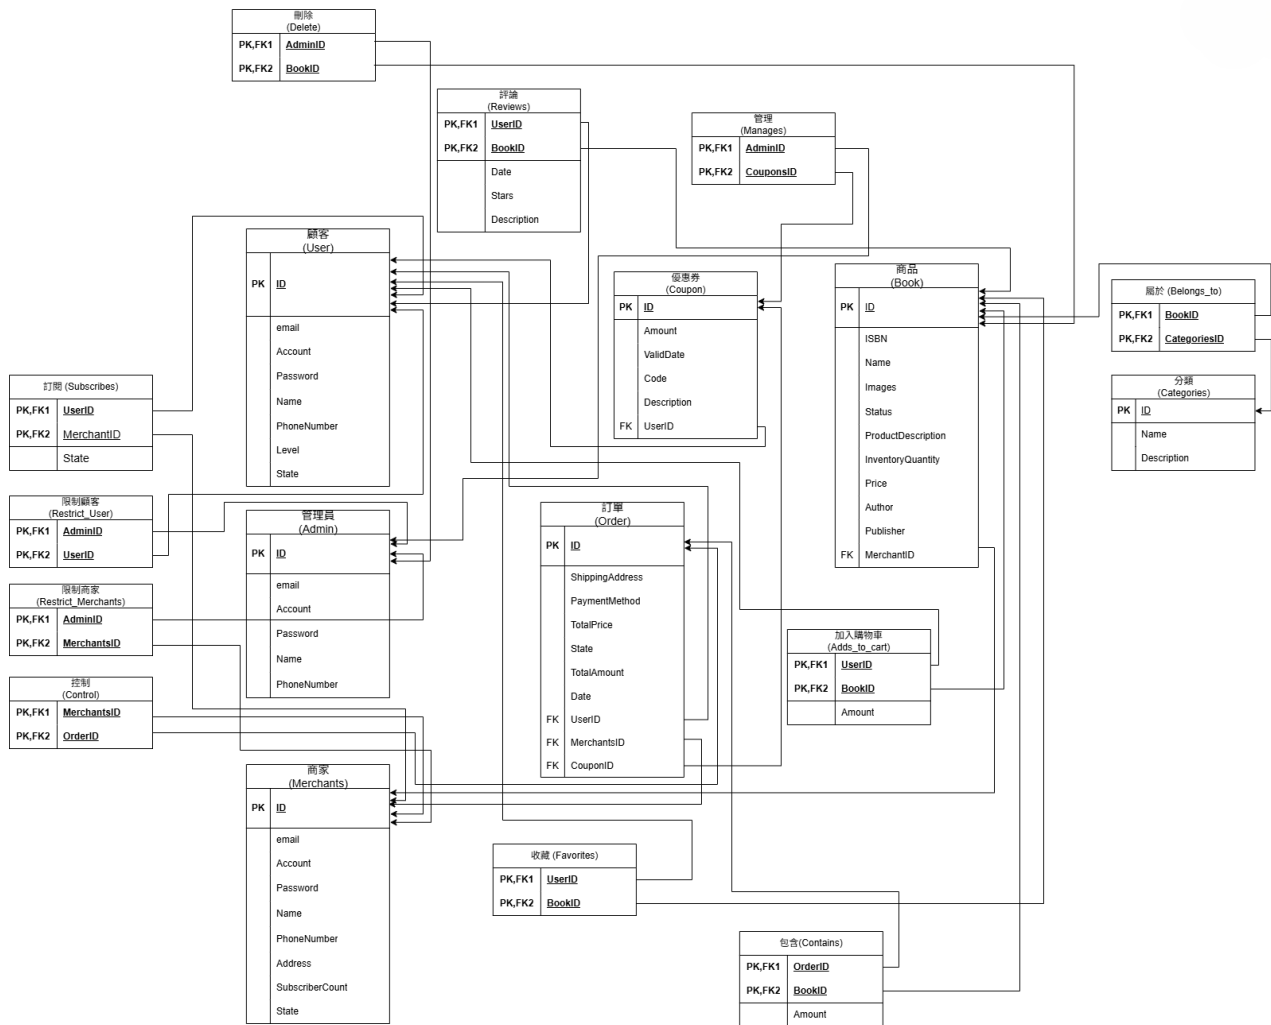 刪除
(Delete)
PK,FK1 AdminID
PK,FK2 BookID
評論
(Reviews)
PK,FK1 UserID
PK,FK2 BookID
Date
Stars
Description
管理
(Manages)
PK,FK1 AdminID
PK,FK2 CouponsID
顧客
(User)
PK ID
email
Account
Password
Name
PhoneNumber
Level
State
優惠券
(Coupon)
PK ID
Amount
ValidDate
Code
Description
FK UserID
商品
(Book)
PK ID
ISBN
Name
Images
Status
ProductDescription
InventoryQuantity
Price
Author
Publisher
FK MerchantID
屬於 (Belongs_to)
PK,FK1 BookID
PK,FK2 CategoriesID
分類
(Categories)
PK ID
Name
Description
訂閱 (Subscribes)
PK,FK1 UserID
PK,FK2 MerchantID
State
限制顧客
(Restrict_User)
PK,FK1 AdminID
PK,FK2 UserID
限制商家
(Restrict_Merchants)
PK,FK1 AdminID
PK,FK2 MerchantsID
控制
(Control)
PK,FK1 MerchantsID
PK,FK2 OrderID
管理員
(Admin)
PK ID
email
Account
Password
Name
PhoneNumber
訂單
(Order)
PK ID
ShippingAddress
PaymentMethod
TotalPrice
State
TotalAmount
Date
FK UserID
FK MerchantsID
FK CouponID
加入購物車
(Adds_to_cart)
PK,FK1 UserID
PK,FK2 BookID
Amount
商家
(Merchants)
PK ID
email
Account
Password
Name
PhoneNumber
Address
SubscriberCount
State
收藏 (Favorites)
PK,FK1 UserID
PK,FK2 BookID
包含(Contains)
PK,FK1 OrderID
PK,FK2 BookID
Amount